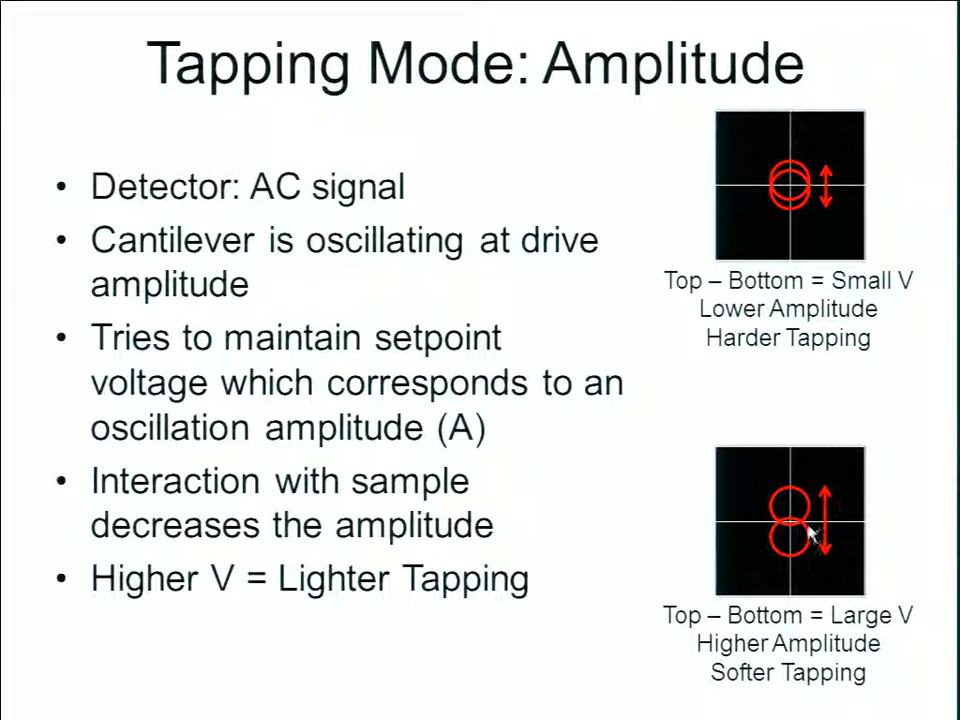 Tapping Mode: Amplitude
• Detector: AC signal
• Cantilever is oscillating at drive
amplitude
• Tries to maintain setpoint
voltage which corresponds to an
oscillation amplitude (A)
• Interaction with sample
decreases the amplitude
• Higher V = Lighter Tapping
Top – Bottom = Small V
Lower Amplitude
Harder Tapping
Top – Bottom = Large V
Higher Amplitude
Softer Tapping